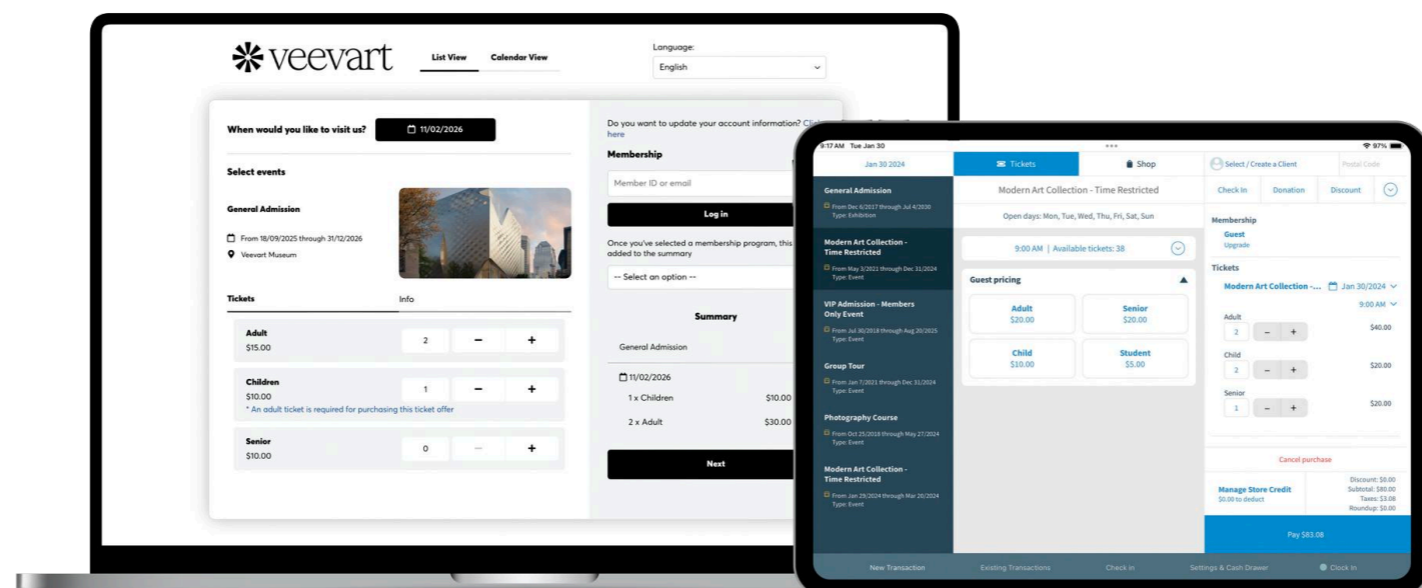 veevart
List View
Calendar View
Language:
English
When would you like to visit us?
11/02/2026
Select events
General Admission
From 18/09/2025 through 31/12/2026
Veevart Museum
Tickets
Info
Adult
$15.00
2
−
+
Children
$10.00
* An adult ticket is required for purchasing this ticket offer
1
−
+
Senior
$10.00
0
−
+
Do you want to update your account information?
here
Membership
Member ID or email
Log in
Once you've selected a membership program, this
added to the summary
-- Select an option --
Summary
General Admission
11/02/2026
1 x Children
$10.00
2 x Adult
$30.00
Next
9:17 AM Tue Jan 30
97%
Jan 30 2024
Tickets
Shop
Select / Create a Client
Postal Code
General Admission
From Dec 6/2017 through Jul 4/2030
Type: Exhibition
Modern Art Collection -
Time Restricted
From May 3/2021 through Dec 31/2024
Type: Event
VIP Admission - Members
Only Event
From Jul 30/2018 through Aug 20/2025
Type: Event
Group Tour
From Jan 7/2021 through Dec 31/2024
Type: Event
Photography Course
From Oct 25/2018 through May 27/2024
Type: Event
Modern Art Collection -
Time Restricted
From Jan 29/2024 through Mar 20/2024
Type: Event
Modern Art Collection - Time Restricted
Open days: Mon, Tue, Wed, Thu, Fri, Sat, Sun
9:00 AM | Available tickets: 38
Guest pricing
Adult
$20.00
Senior
$20.00
Child
$10.00
Student
$5.00
Check In
Donation
Discount
Membership
Guest
Upgrade
Tickets
Modern Art Collection -...
Jan 30/2024
9:00 AM
Adult
2
−
+
$40.00
Child
2
−
+
$20.00
Senior
1
−
+
$20.00
Cancel purchase
Manage Store Credit
$0.00 to deduct
Discount: $0.00
Subtotal: $80.00
Taxes: $3.08
Roundup: $0.00
Pay $83.08
New Transaction
Existing Transactions
Check in
Settings & Cash Drawer
Clock In